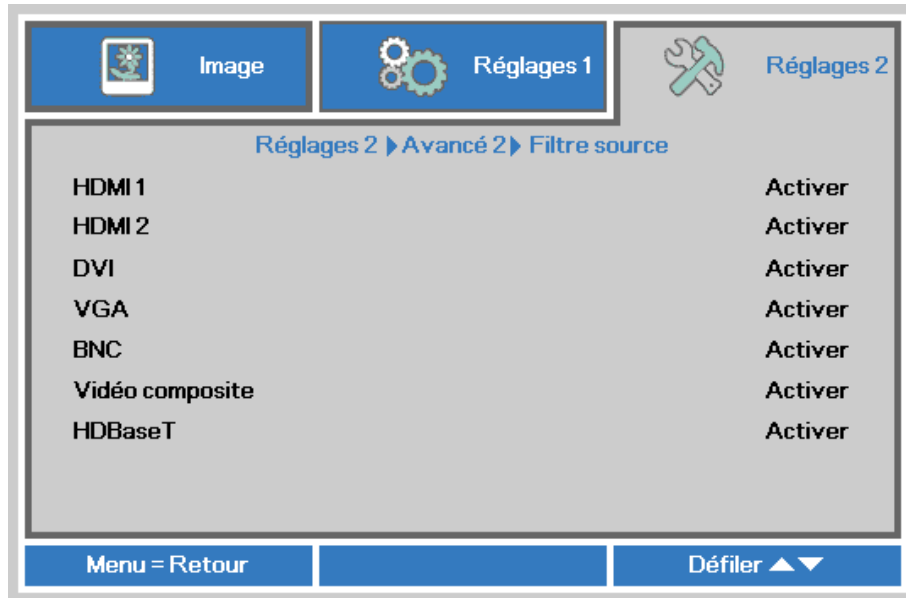 Image Réglages 1 Réglages 2
Réglages 2 ▶ Avancé 2 ▶ Filtre source
HDMI 1 Activer
HDMI 2 Activer
DVI Activer
VGA Activer
BNC Activer
Vidéo composite Activer
HDBaseT Activer
Menu = Retour Défiler ▲▼